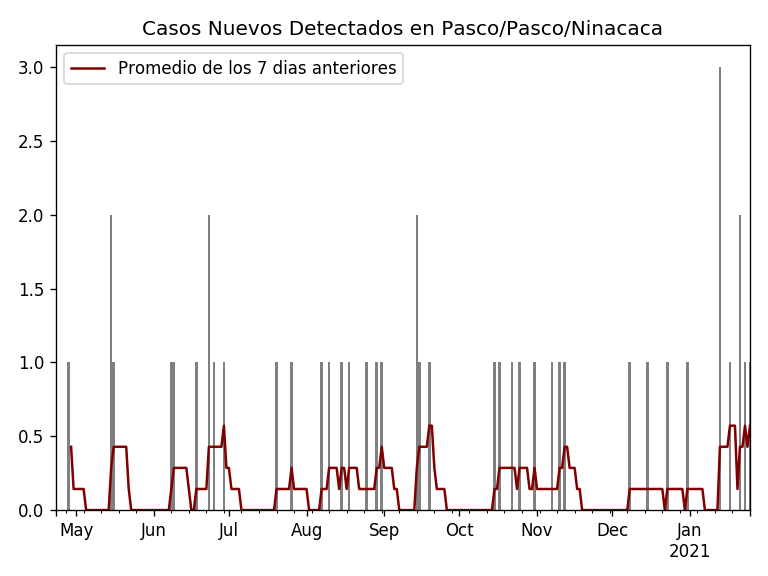 Casos Nuevos Detectados en Pasco/Pasco/Ninacaca
Promedio de los 7 dias anteriores
3.0
2.5
2.0
1.5
1.0
0.5
0.0
May Jun Jul Aug Sep Oct Nov Dec Jan
2021